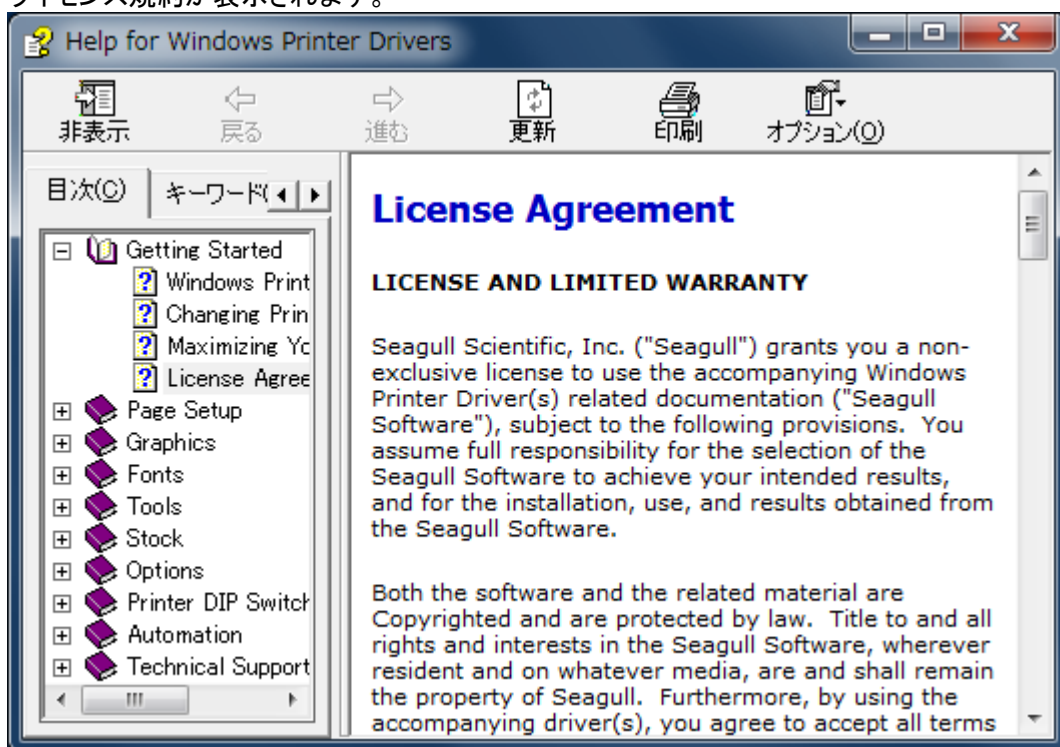 ライセンス規約が表示されます。
Help for Windows Printer Drivers
非表示 戻る 進む 更新 印刷 オプション(O)
目次(C) キーワード(
Getting Started
Windows Print
Changing Prin
Maximizing Yo
License Agree
Page Setup
Graphics
Fonts
Tools
Stock
Options
Printer DIP Switch
Automation
Technical Support
License Agreement
LICENSE AND LIMITED WARRANTY
Seagull Scientific, Inc. ("Seagull") grants you a non-
exclusive license to use the accompanying Windows
Printer Driver(s) related documentation ("Seagull
Software"), subject to the following provisions. You
assume full responsibility for the selection of the
Seagull Software to achieve your intended results,
and for the installation, use, and results obtained from
the Seagull Software.
Both the software and the related material are
Copyrighted and are protected by law. Title to and all
rights and interests in the Seagull Software, wherever
resident and on whatever media, are and shall remain
the property of Seagull. Furthermore, by using the
accompanying driver(s), you agree to accept all terms